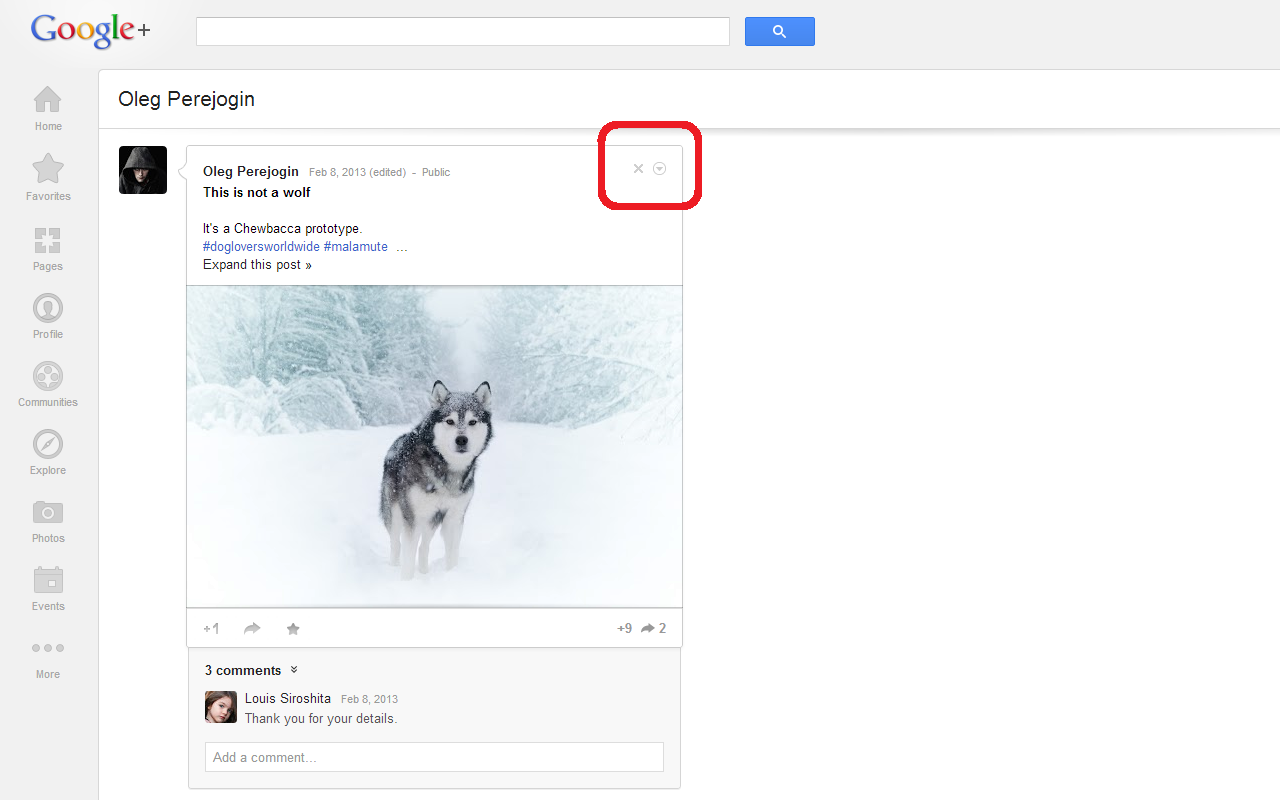 Google+
Oleg Perejogin
Home
Favorites
Pages
Profile
Communities
Explore
Photos
Events
More
Oleg Perejogin Feb 8, 2013 (edited) - Public
This is not a wolf
It's a Chewbacca prototype.
#dogloversworldwide #malamute ...
Expand this post »
+1
+9 2
3 comments
Louis Siroshita Feb 8, 2013
Thank you for your details.
Add a comment...